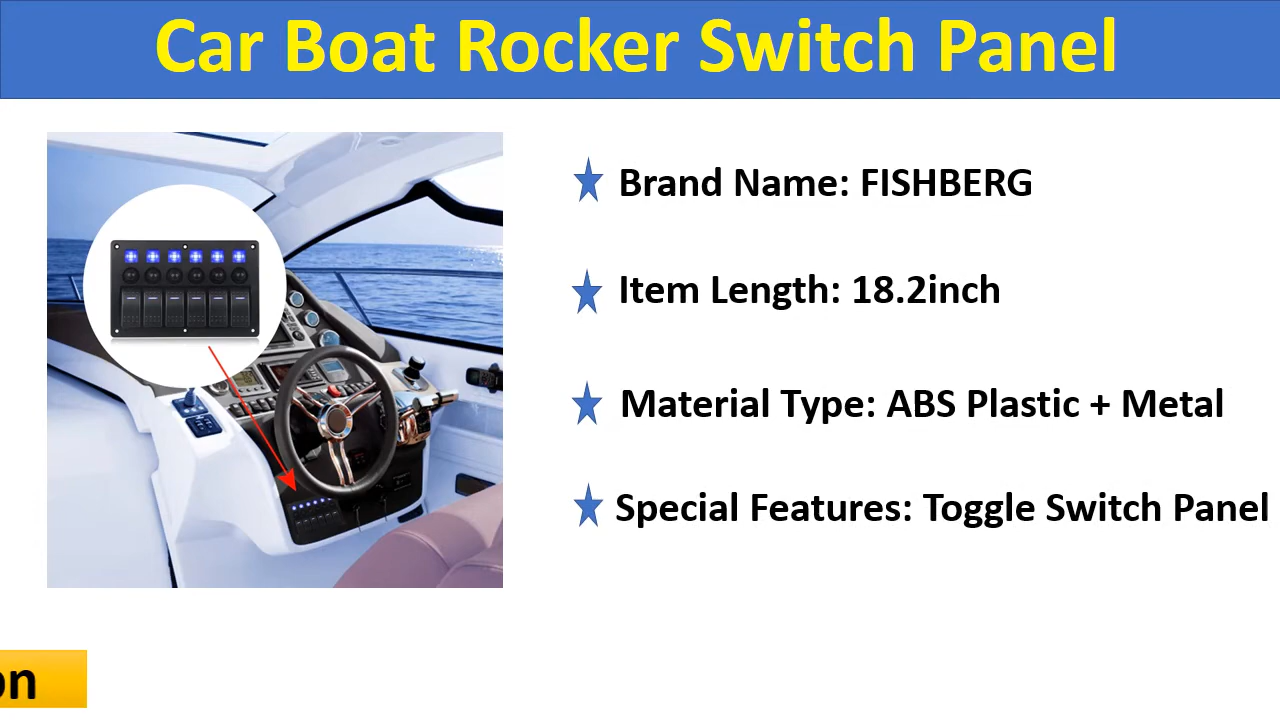 Car Boat Rocker Switch Panel
Brand Name: FISHBERG
Item Length: 18.2inch
Material Type: ABS Plastic + Metal
Special Features: Toggle Switch Panel
on